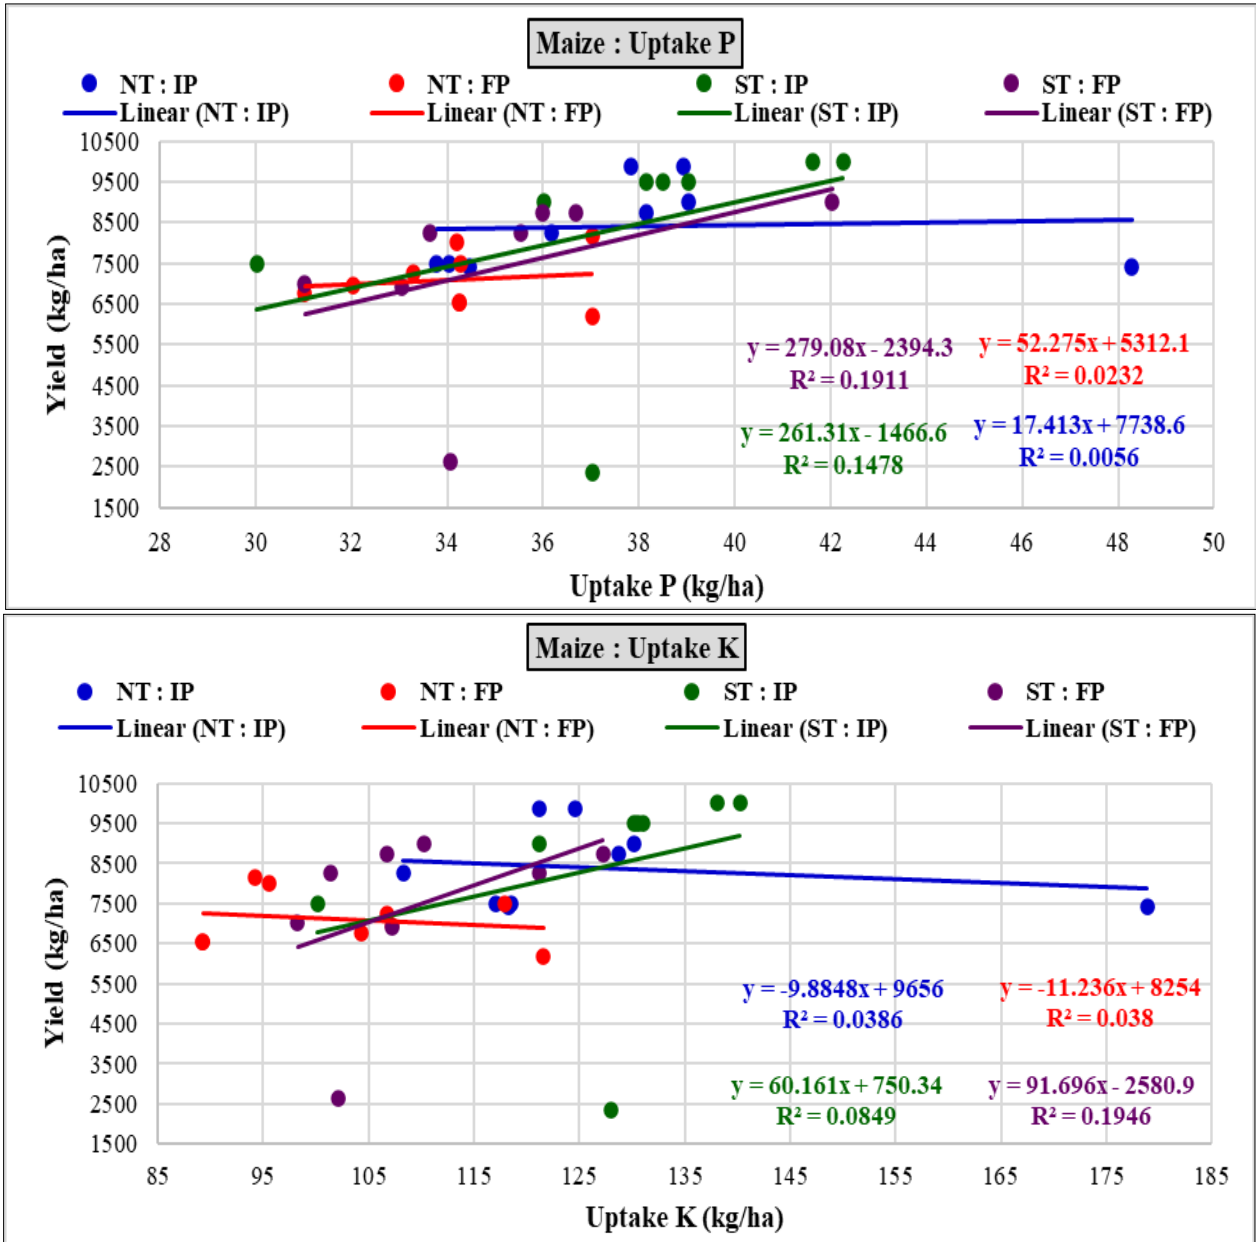 Maize : Uptake P
NT : IP NT : FP ST : IP ST : FP
Linear (NT : IP) Linear (NT : FP) Linear (ST : IP) Linear (ST : FP)
10500
9500
8500
7500
6500
5500
4500
3500
2500
1500
Yield (kg/ha)
y = 279.08x - 2394.3
R² = 0.1911
y = 52.275x + 5312.1
R² = 0.0232
y = 261.31x - 1466.6
R² = 0.1478
y = 17.413x + 7738.6
R² = 0.0056
28 30 32 34 36 38 40 42 44 46 48 50
Uptake P (kg/ha)
Maize : Uptake K
NT : IP NT : FP ST : IP ST : FP
Linear (NT : IP) Linear (NT : FP) Linear (ST : IP) Linear (ST : FP)
10500
9500
8500
7500
6500
5500
4500
3500
2500
1500
Yield (kg/ha)
y = -9.8848x + 9656
R² = 0.0386
y = -11.236x + 8254
R² = 0.038
y = 60.161x + 750.34
R² = 0.0849
y = 91.696x - 2580.9
R² = 0.1946
85 95 105 115 125 135 145 155 165 175 185
Uptake K (kg/ha)